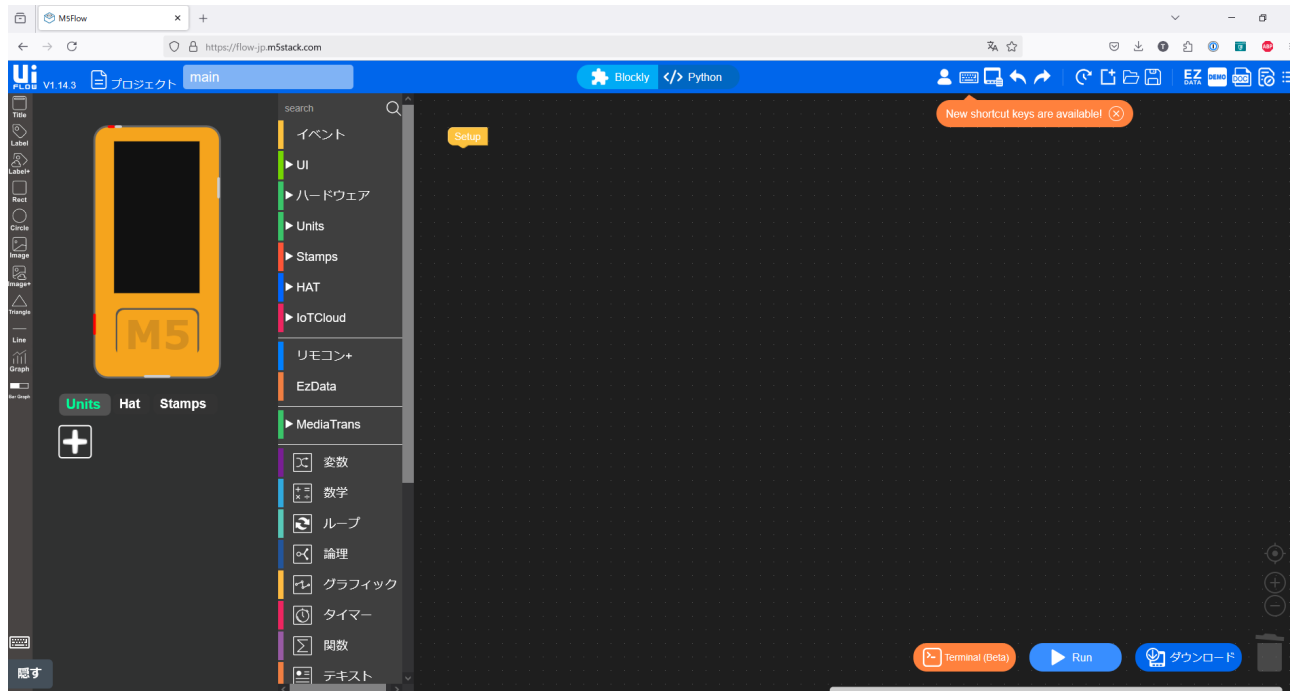 M5Flow
https://flow-jp.m5stack.com
Ui FLOW V1.14.3 プロジェクト main Blockly </> Python EZ DATA DEMO DOC
New shortcut keys are available!
Title
Label
Label+
Rect
Circle
Image
Image+
Triangle
Line
Graph
Bar Graph
M5
Units Hat Stamps
隠す
search
イベント
UI
ハードウェア
Units
Stamps
HAT
IoTCloud
リモコン+
EzData
MediaTrans
変数
数学
ループ
論理
グラフィック
タイマー
関数
テキスト
Setup
Terminal (Beta) Run ダウンロード